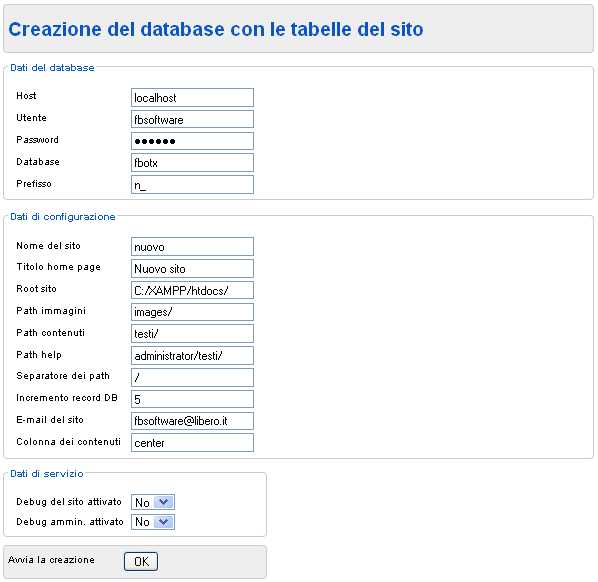 Creazione del database con le tabelle del sito
Dati del database
Host localhost
Utente fbsoftware
Password ●●●●●●
Database fbotx
Prefisso n_
Dati di configurazione
Nome del sito nuovo
Titolo home page Nuovo sito
Root sito C:/XAMPP/htdocs/
Path immagini images/
Path contenuti testi/
Path help administrator/testi/
Separatore dei path /
Incremento record DB 5
E-mail del sito fbsoftware@libero.it
Colonna dei contenuti center
Dati di servizio
Debug del sito attivato No
Debug ammin. attivato No
Avvia la creazione OK